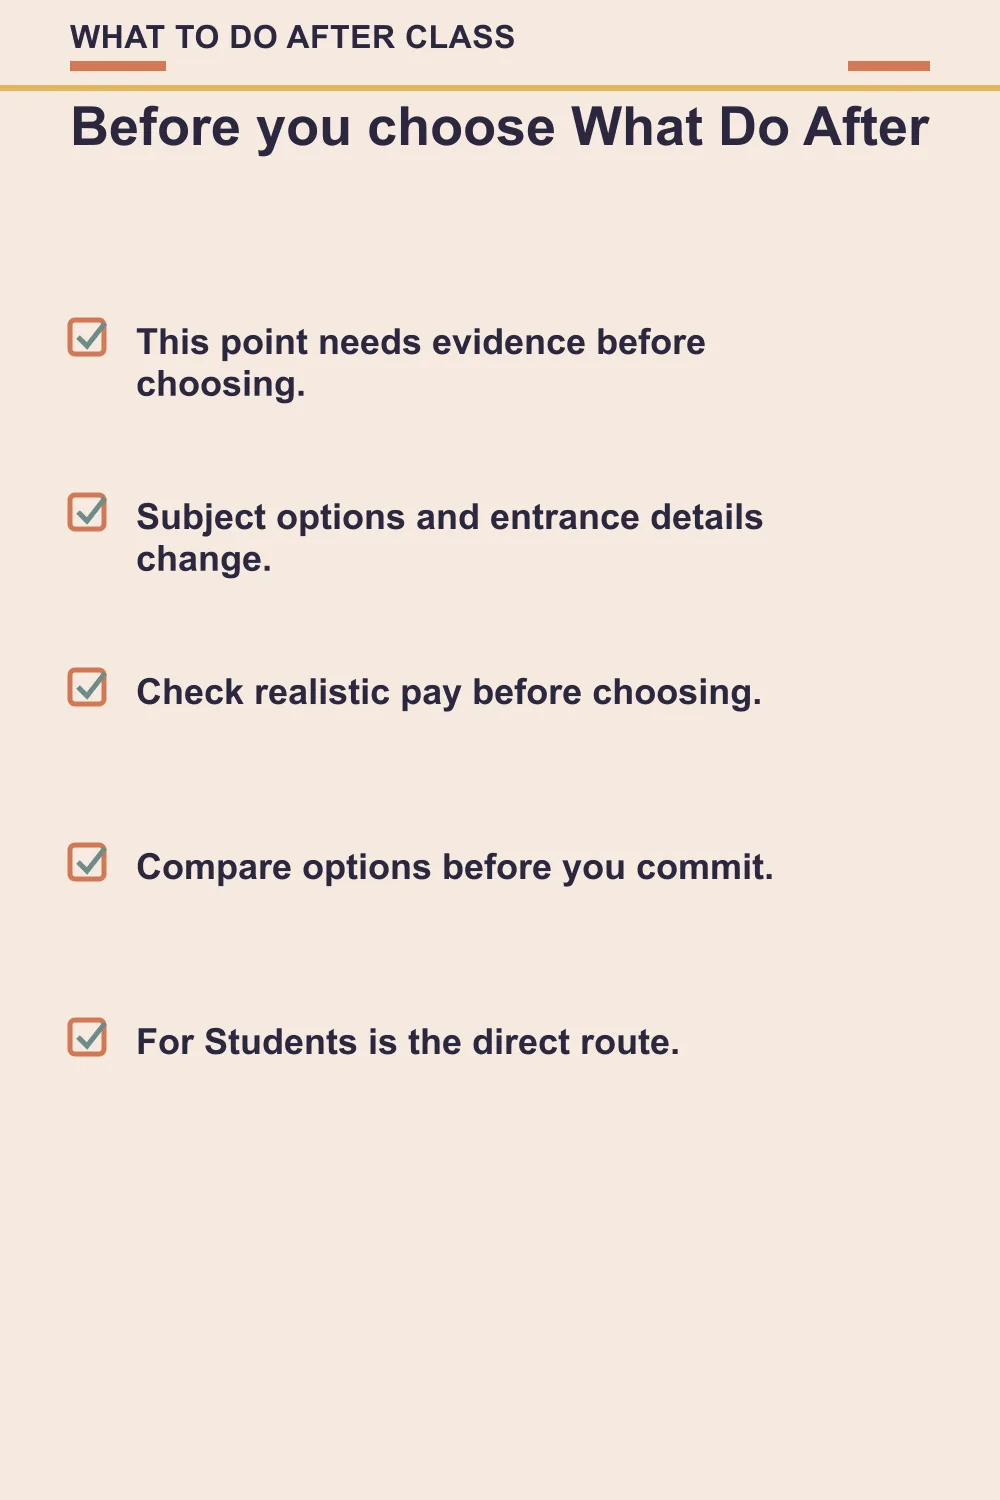 WHAT TO DO AFTER CLASS
Before you choose What Do After
This point needs evidence before
choosing.
Subject options and entrance details
change.
Check realistic pay before choosing.
Compare options before you commit.
For Students is the direct route.